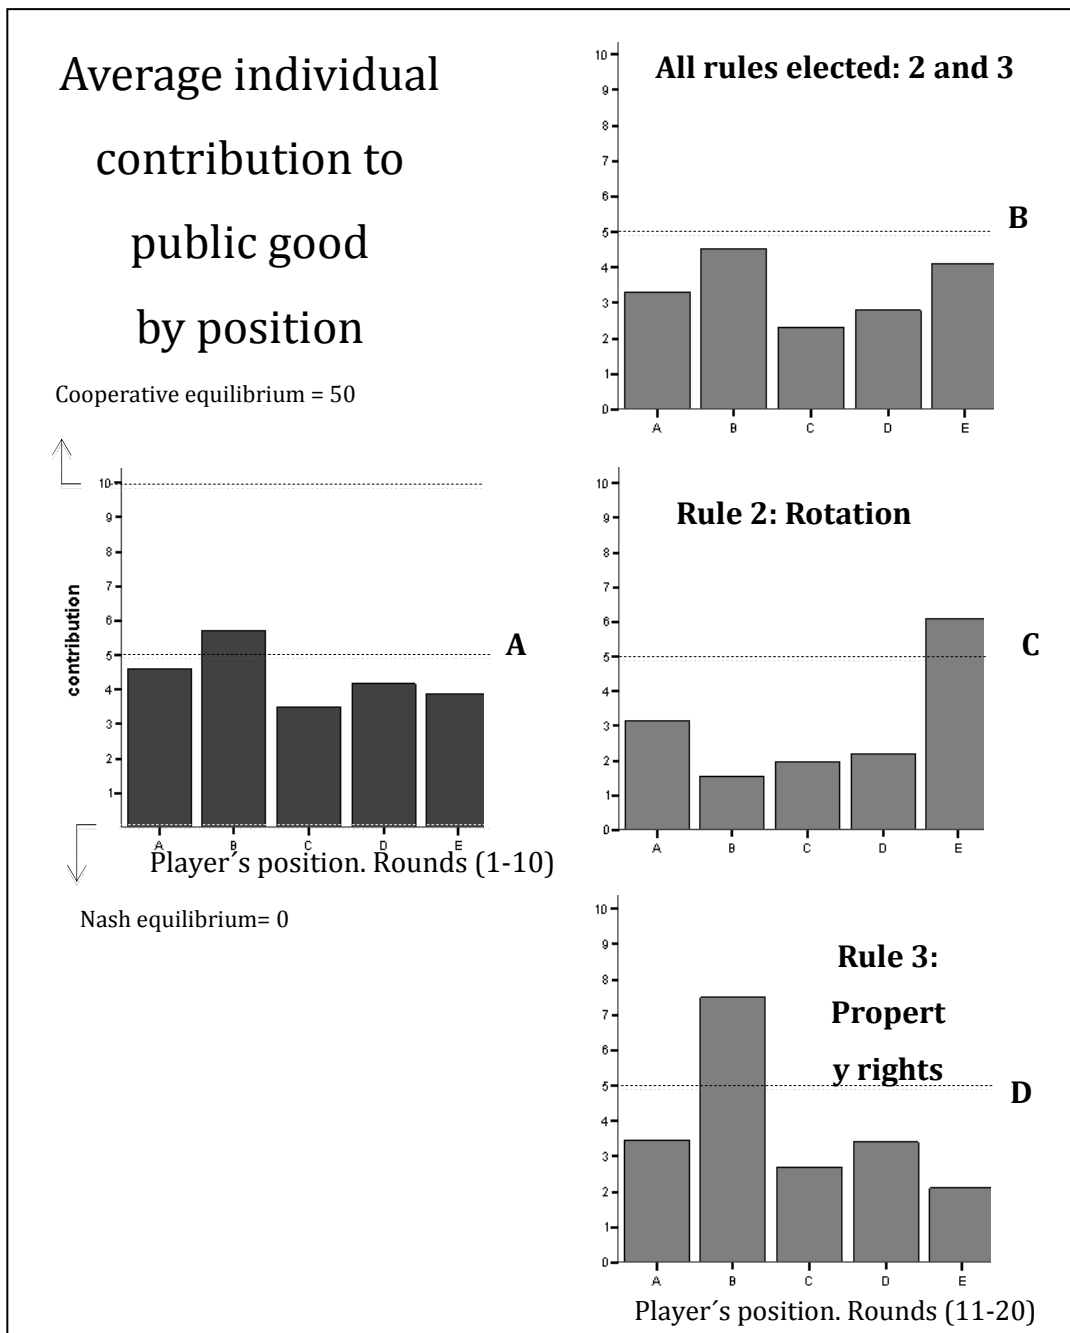 Average individual
contribution to
public good
by position
Cooperative equilibrium = 50
10
9
8
7
6
5
4
3
2
1
contribution
A
A B C D E
Player´s position. Rounds (1-10)
Nash equilibrium= 0
All rules elected: 2 and 3
10
9
8
7
6
5
4
3
2
1
0
B
A B C D E
Rule 2: Rotation
10
9
8
7
6
5
4
3
2
1
0
C
A B C D E
Rule 3:
Propert
y rights
10
9
8
7
6
5
4
3
2
1
0
D
A B C D E
Player´s position. Rounds (11-20)